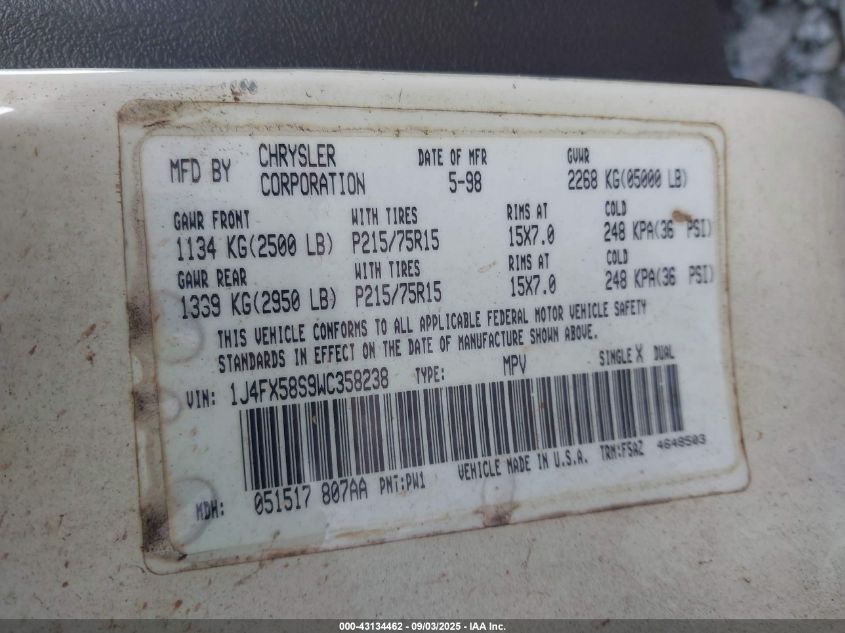 MFD BY CHRYSLER CORPORATION DATE OF MFR 5-98 GVWR 2268 KG(05000 LB)
GAWR FRONT WITH TIRES RIMS AT COLD
1134 KG(2500 LB) P215/75R15 15X7.0 248 KPA(36 PSI)
GAWR REAR WITH TIRES RIMS AT COLD
1339 KG(2950 LB) P215/75R15 15X7.0 248 KPA(36 PSI)
THIS VEHICLE CONFORMS TO ALL APPLICABLE FEDERAL MOTOR VEHICLE SAFETY
STANDARDS IN EFFECT ON THE DATE OF MANUFACTURE SHOWN ABOVE.
VIN: 1J4FX58S9WC358238 TYPE: MPV SINGLE X DUAL
MDH: 051517 807AA PNT:PW1 VEHICLE MADE IN U.S.A. TRN:F5AZ 4648503
000-43134462 - 09/03/2025 - IAA Inc.